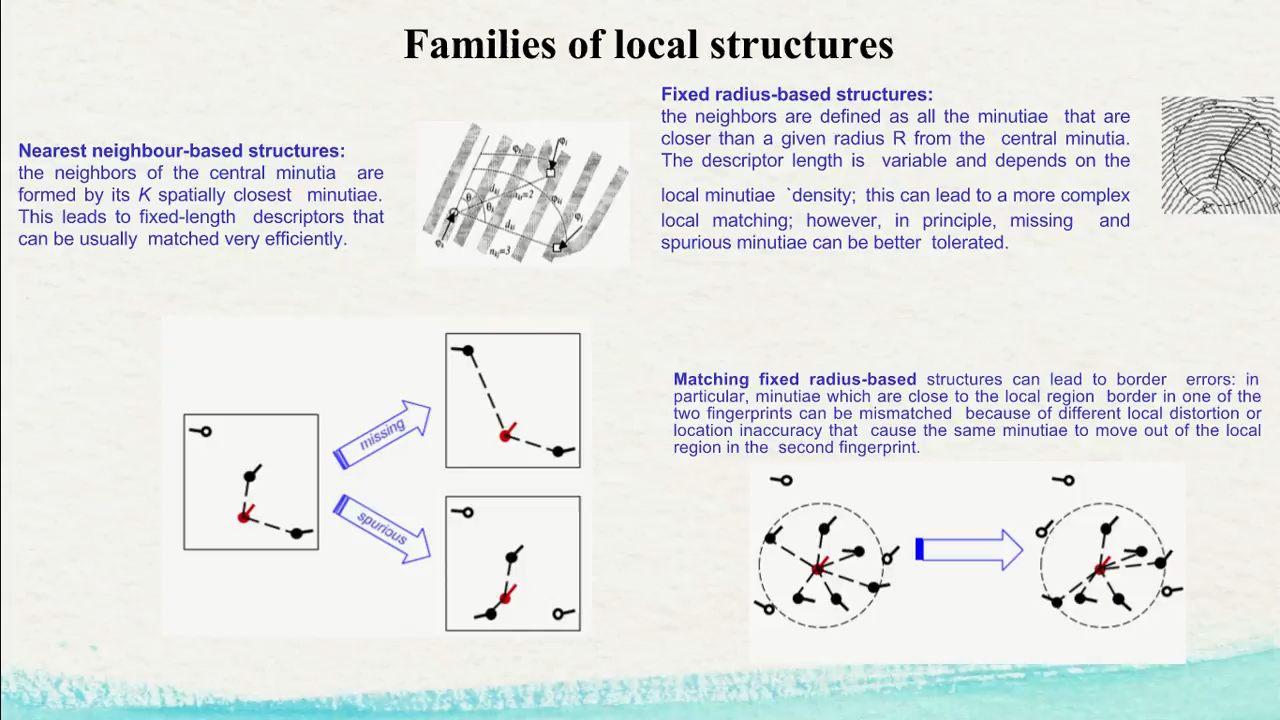 Families of local structures
Nearest neighbour-based structures:
the neighbors of the central minutia are
formed by its K spatially closest minutiae.
This leads to fixed-length descriptors that
can be usually matched very efficiently.
Fixed radius-based structures:
the neighbors are defined as all the minutiae that are
closer than a given radius R from the central minutia.
The descriptor length is variable and depends on the
local minutiae `density; this can lead to a more complex
local matching; however, in principle, missing and
spurious minutiae can be better tolerated.
missing
spurious
Matching fixed radius-based structures can lead to border errors: in
particular, minutiae which are close to the local region border in one of the
two fingerprints can be mismatched because of different local distortion or
location inaccuracy that cause the same minutiae to move out of the local
region in the second fingerprint.